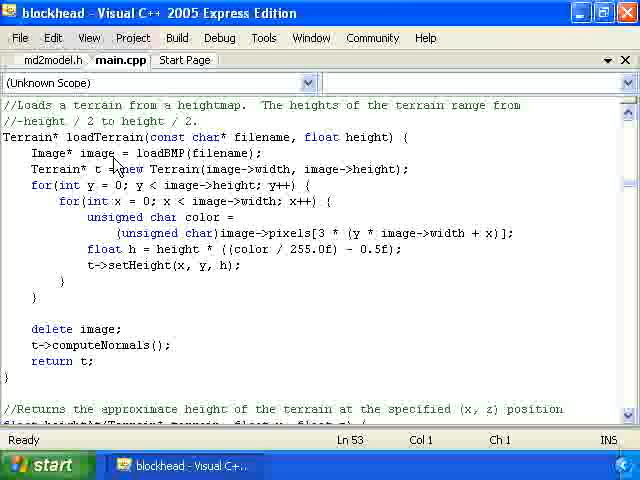 blockhead - Visual C++ 2005 Express Edition
File Edit View Project Build Debug Tools Window Community Help
md2model.h main.cpp Start Page
(Unknown Scope)
//Loads a terrain from a heightmap.  The heights of the terrain range from
//-height / 2 to height / 2.
Terrain* loadTerrain(const char* filename, float height) {
    Image* image = loadBMP(filename);
    Terrain* t = new Terrain(image->width, image->height);
    for(int y = 0; y < image->height; y++) {
        for(int x = 0; x < image->width; x++) {
            unsigned char color =
                (unsigned char)image->pixels[3 * (y * image->width + x)];
            float h = height * ((color / 255.0f) - 0.5f);
            t->setHeight(x, y, h);
        }
    }
    delete image;
    t->computeNormals();
    return t;
}
//Returns the approximate height of the terrain at the specified (x, z) position
Ready Ln 53 Col 1 Ch 1 INS
start blockhead - Visual C++...